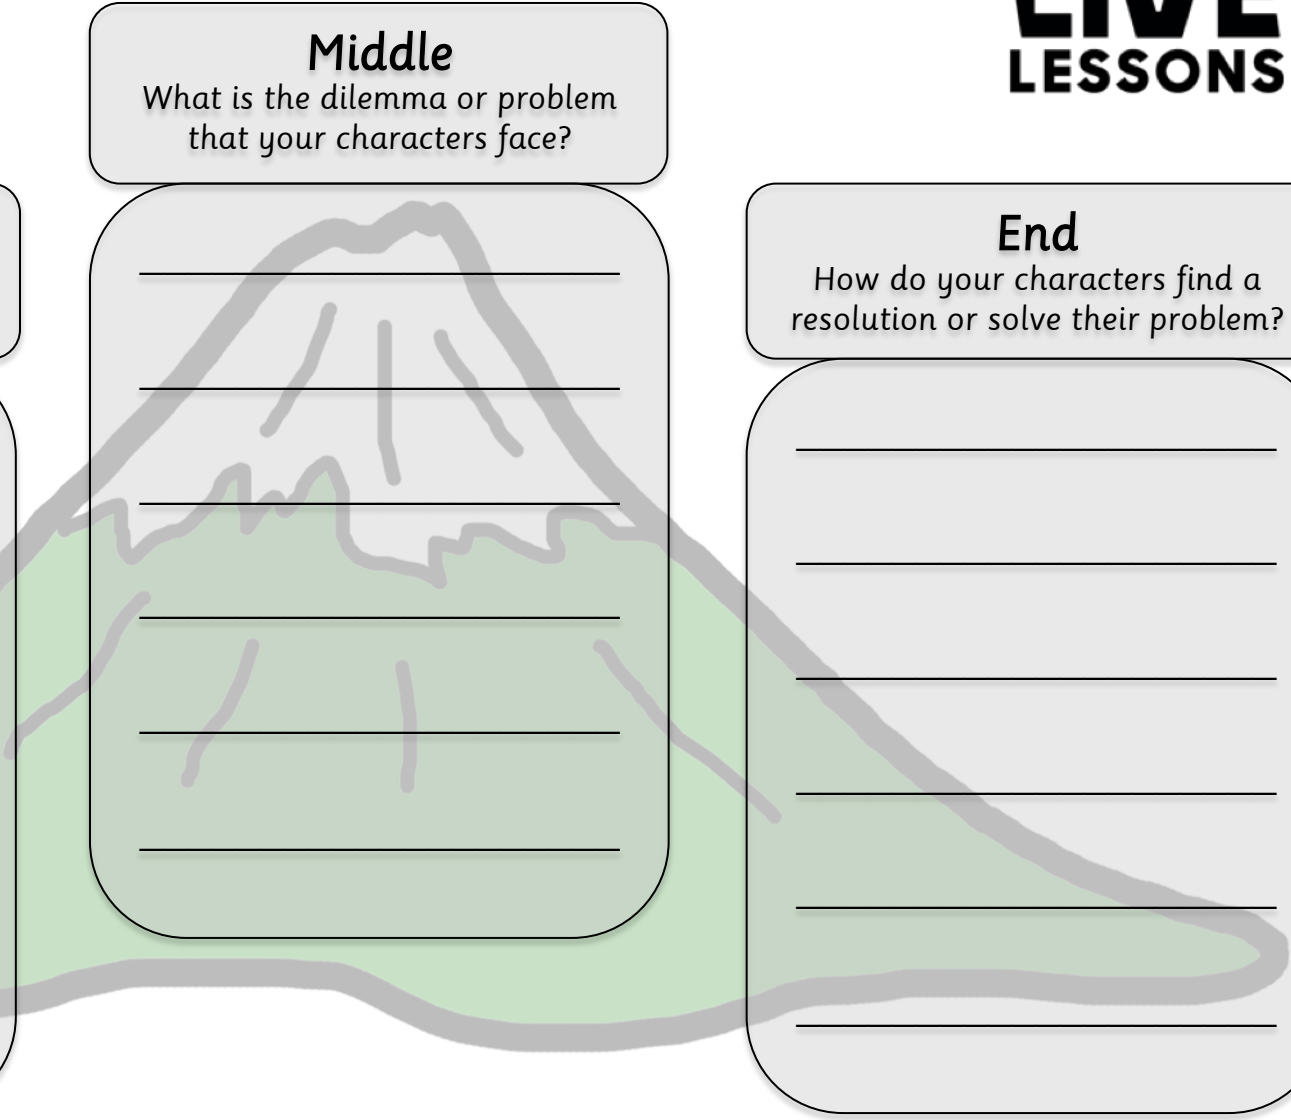 LIVE
LESSONS
Middle
What is the dilemma or problem
that your characters face?
End
How do your characters find a
resolution or solve their problem?